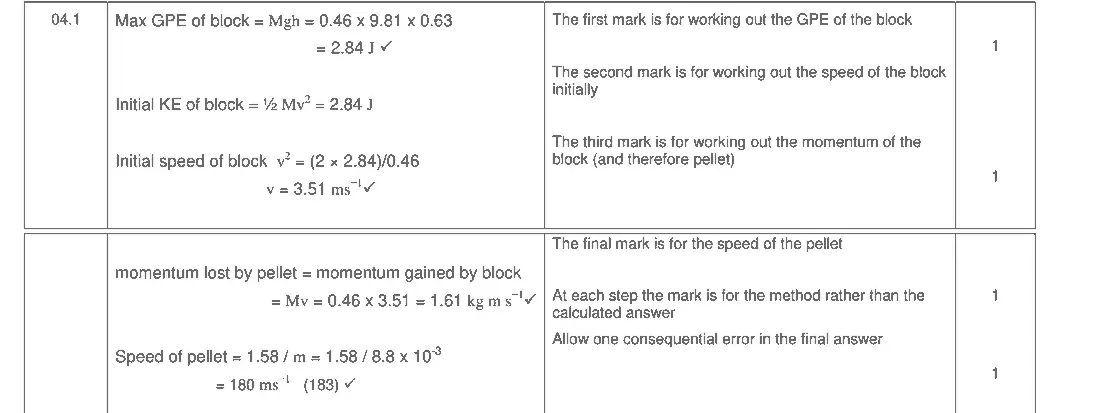 04.1
Max GPE of block = Mgh = 0.46 x 9.81 x 0.63
= 2.84 J ✓
Initial KE of block = ½ Mv² = 2.84 J
Initial speed of block v² = (2 × 2.84)/0.46
v = 3.51 ms⁻¹✓
The first mark is for working out the GPE of the block
The second mark is for working out the speed of the block
initially
The third mark is for working out the momentum of the
block (and therefore pellet)
1
1
momentum lost by pellet = momentum gained by block
= Mv = 0.46 x 3.51 = 1.61 kg m s⁻¹✓
Speed of pellet = 1.58 / m = 1.58 / 8.8 x 10⁻³
= 180 ms⁻¹ (183) ✓
The final mark is for the speed of the pellet
At each step the mark is for the method rather than the
calculated answer
Allow one consequential error in the final answer
1
1